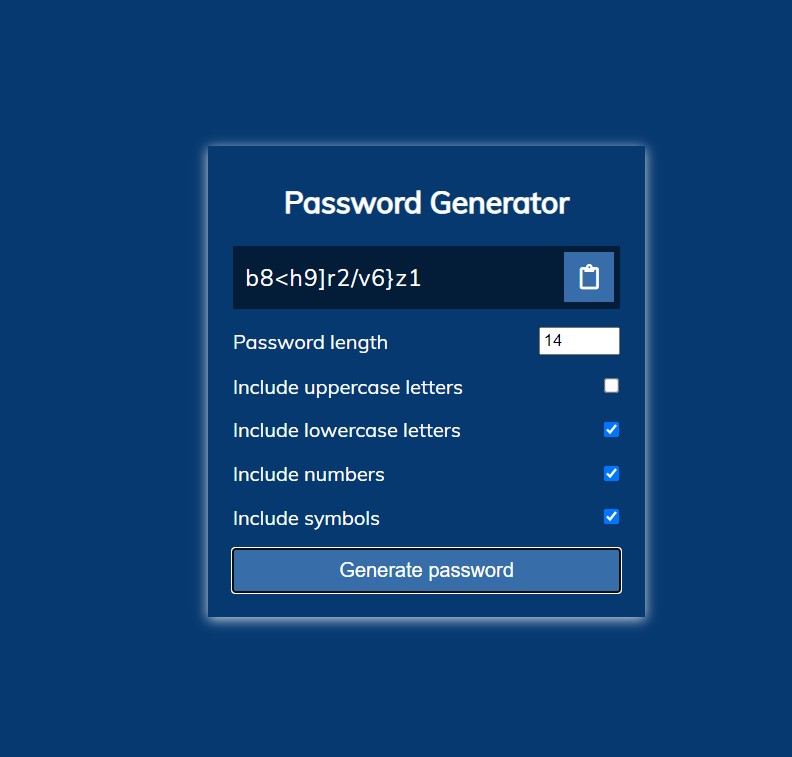 Password Generator
b8<h9]r2/v6}z1
Password length 14
Include uppercase letters
Include lowercase letters
Include numbers
Include symbols
Generate password